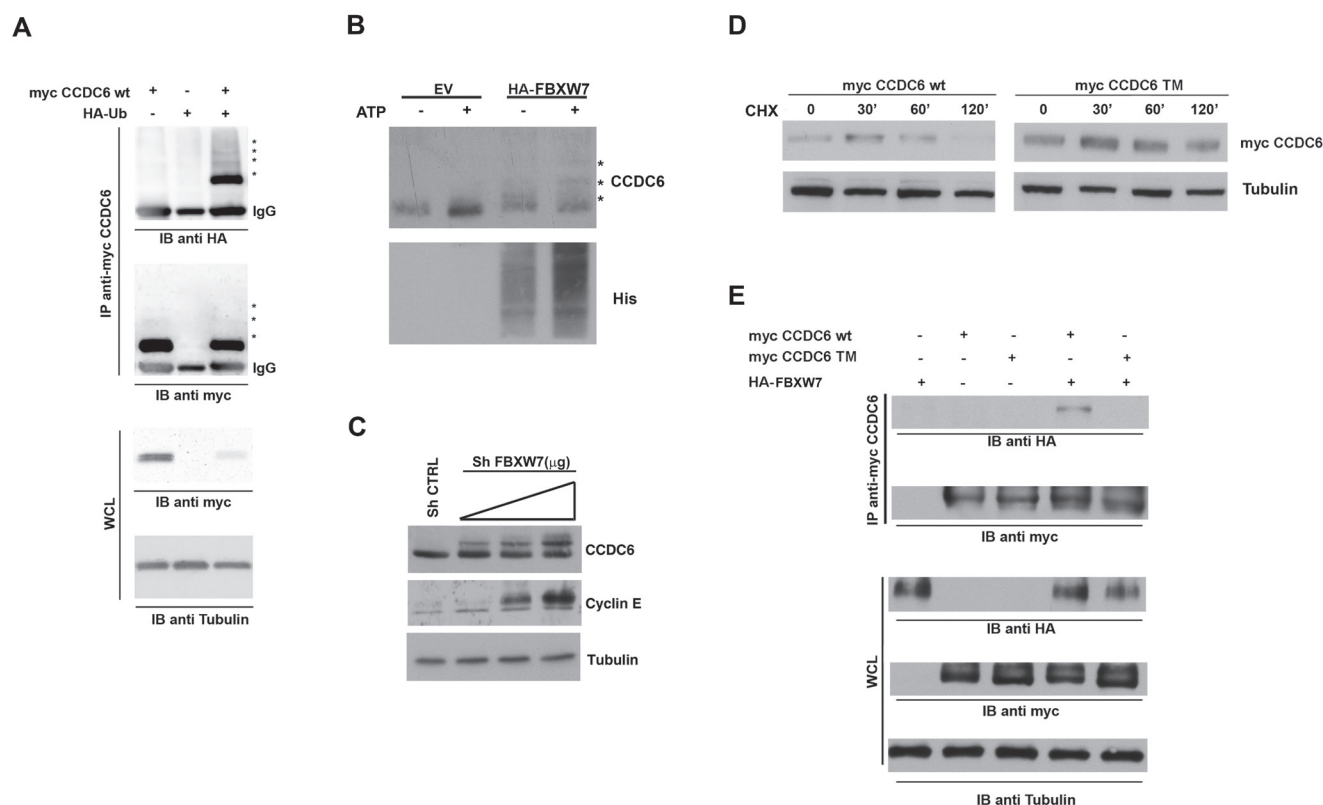 A
myc CCDC6 wt + - +
HA-Ub - + +
IP anti-myc CCDC6
*
*
*
*
IgG
IB anti HA
*
*
*
IgG
IB anti myc
WCL
IB anti myc
IB anti Tubulin
B
EV HA-FBXW7
ATP - + - +
*
*
*
CCDC6
His
C
Sh CTRL
Sh FBXW7(μg)
CCDC6
Cyclin E
Tubulin
D
myc CCDC6 wt myc CCDC6 TM
CHX 0 30’ 60’ 120’ 0 30’ 60’ 120’
myc CCDC6
Tubulin
E
myc CCDC6 wt - + - + -
myc CCDC6 TM - - + - +
HA-FBXW7 + - - + +
IP anti-myc CCDC6
IB anti HA
IB anti myc
WCL
IB anti HA
IB anti myc
IB anti Tubulin